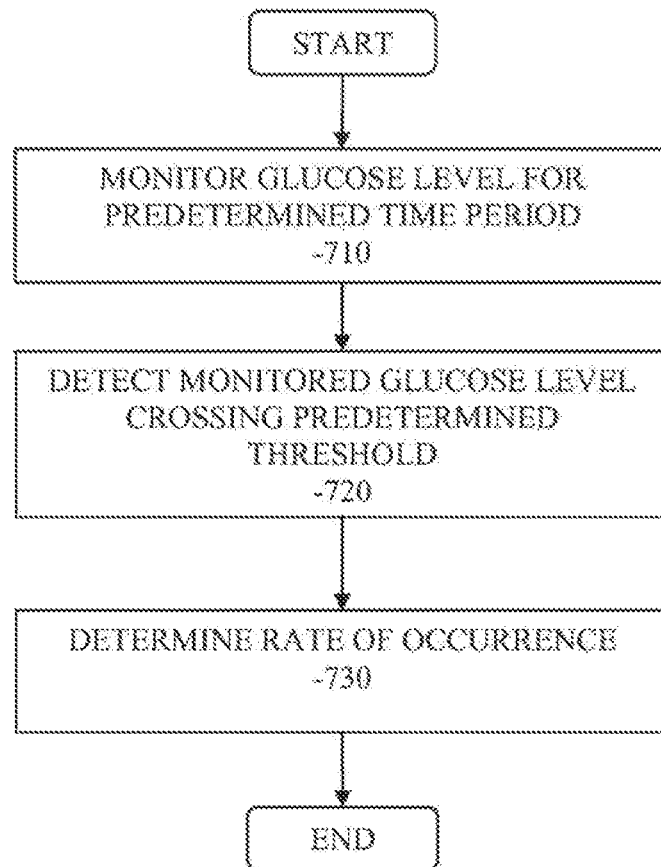 START
MONITOR GLUCOSE LEVEL FOR
PREDETERMINED TIME PERIOD
-710
DETECT MONITORED GLUCOSE LEVEL
CROSSING PREDETERMINED
THRESHOLD
-720
DETERMINE RATE OF OCCURRENCE
-730
END